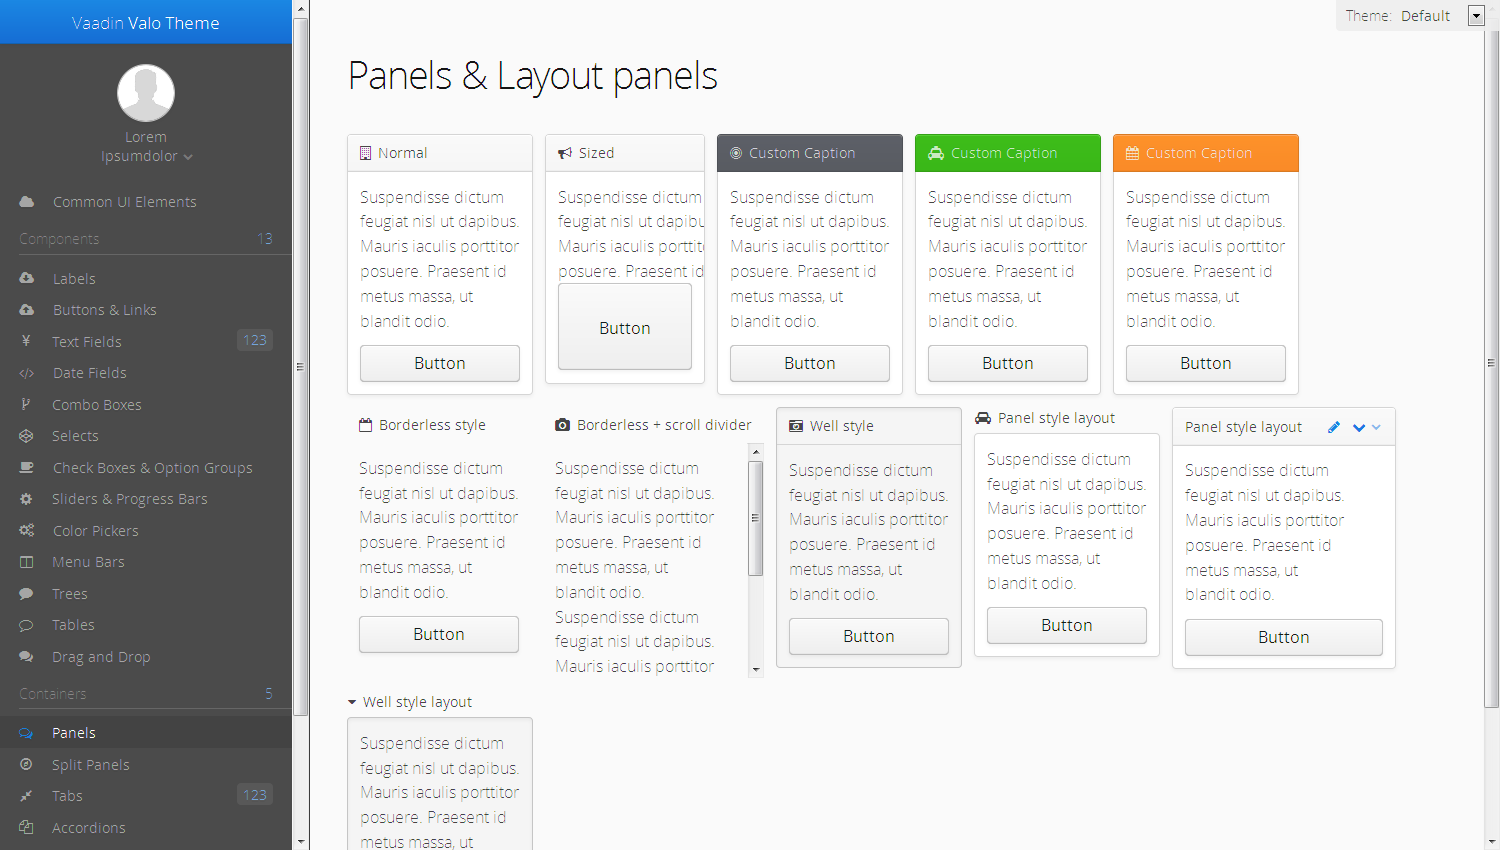 Vaadin Valo Theme
Lorem
Ipsumdolor
Common UI Elements
Components 13
Labels
Buttons & Links
Text Fields 123
Date Fields
Combo Boxes
Selects
Check Boxes & Option Groups
Sliders & Progress Bars
Color Pickers
Menu Bars
Trees
Tables
Drag and Drop
Containers 5
Panels
Split Panels
Tabs 123
Accordions
Theme: Default
Panels & Layout panels
Normal
Suspendisse dictum
feugiat nisl ut dapibus.
Mauris iaculis porttitor
posuere. Praesent id
metus massa, ut
blandit odio.
Button
Sized
Suspendisse dictum
feugiat nisl ut dapibu
Mauris iaculis porttit
posuere. Praesent id
Button
Custom Caption
Suspendisse dictum
feugiat nisl ut dapibus.
Mauris iaculis porttitor
posuere. Praesent id
metus massa, ut
blandit odio.
Button
Custom Caption
Suspendisse dictum
feugiat nisl ut dapibus.
Mauris iaculis porttitor
posuere. Praesent id
metus massa, ut
blandit odio.
Button
Custom Caption
Suspendisse dictum
feugiat nisl ut dapibus.
Mauris iaculis porttitor
posuere. Praesent id
metus massa, ut
blandit odio.
Button
Borderless style
Suspendisse dictum
feugiat nisl ut dapibus.
Mauris iaculis porttitor
posuere. Praesent id
metus massa, ut
blandit odio.
Button
Borderless + scroll divider
Suspendisse dictum
feugiat nisl ut dapibus.
Mauris iaculis porttitor
posuere. Praesent id
metus massa, ut
blandit odio.
Suspendisse dictum
feugiat nisl ut dapibus.
Mauris iaculis porttitor
Well style
Suspendisse dictum
feugiat nisl ut dapibus.
Mauris iaculis porttitor
posuere. Praesent id
metus massa, ut
blandit odio.
Button
Panel style layout
Suspendisse dictum
feugiat nisl ut dapibus.
Mauris iaculis porttitor
posuere. Praesent id
metus massa, ut
blandit odio.
Button
Panel style layout
Suspendisse dictum
feugiat nisl ut dapibus.
Mauris iaculis porttitor
posuere. Praesent id
metus massa, ut
blandit odio.
Button
Well style layout
Suspendisse dictum
feugiat nisl ut dapibus.
Mauris iaculis porttitor
posuere. Praesent id
metus massa, ut